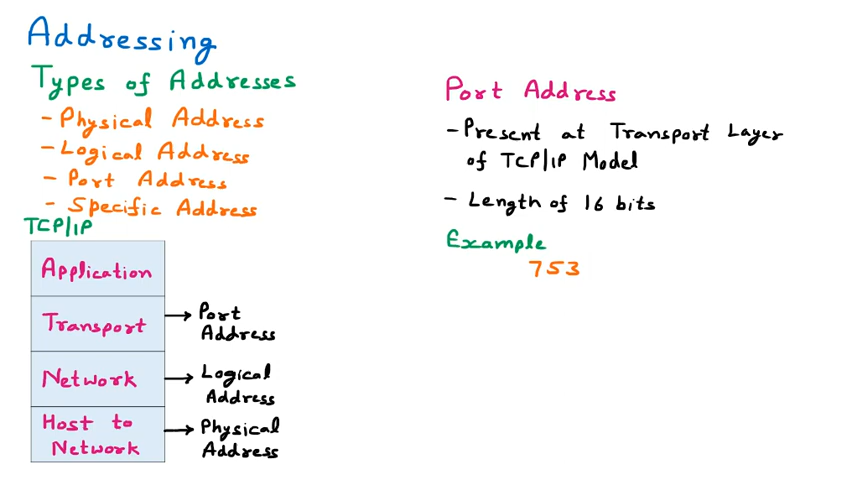 Addressing
Types of Addresses
- Physical Address
- Logical Address
- Port Address
- Specific Address
TCP/IP
Application
Transport
Port
Address
Network
Logical
Address
Host to
Network
Physical
Address
Port Address
- Present at Transport Layer
of TCP/IP Model
- Length of 16 bits
Example
753